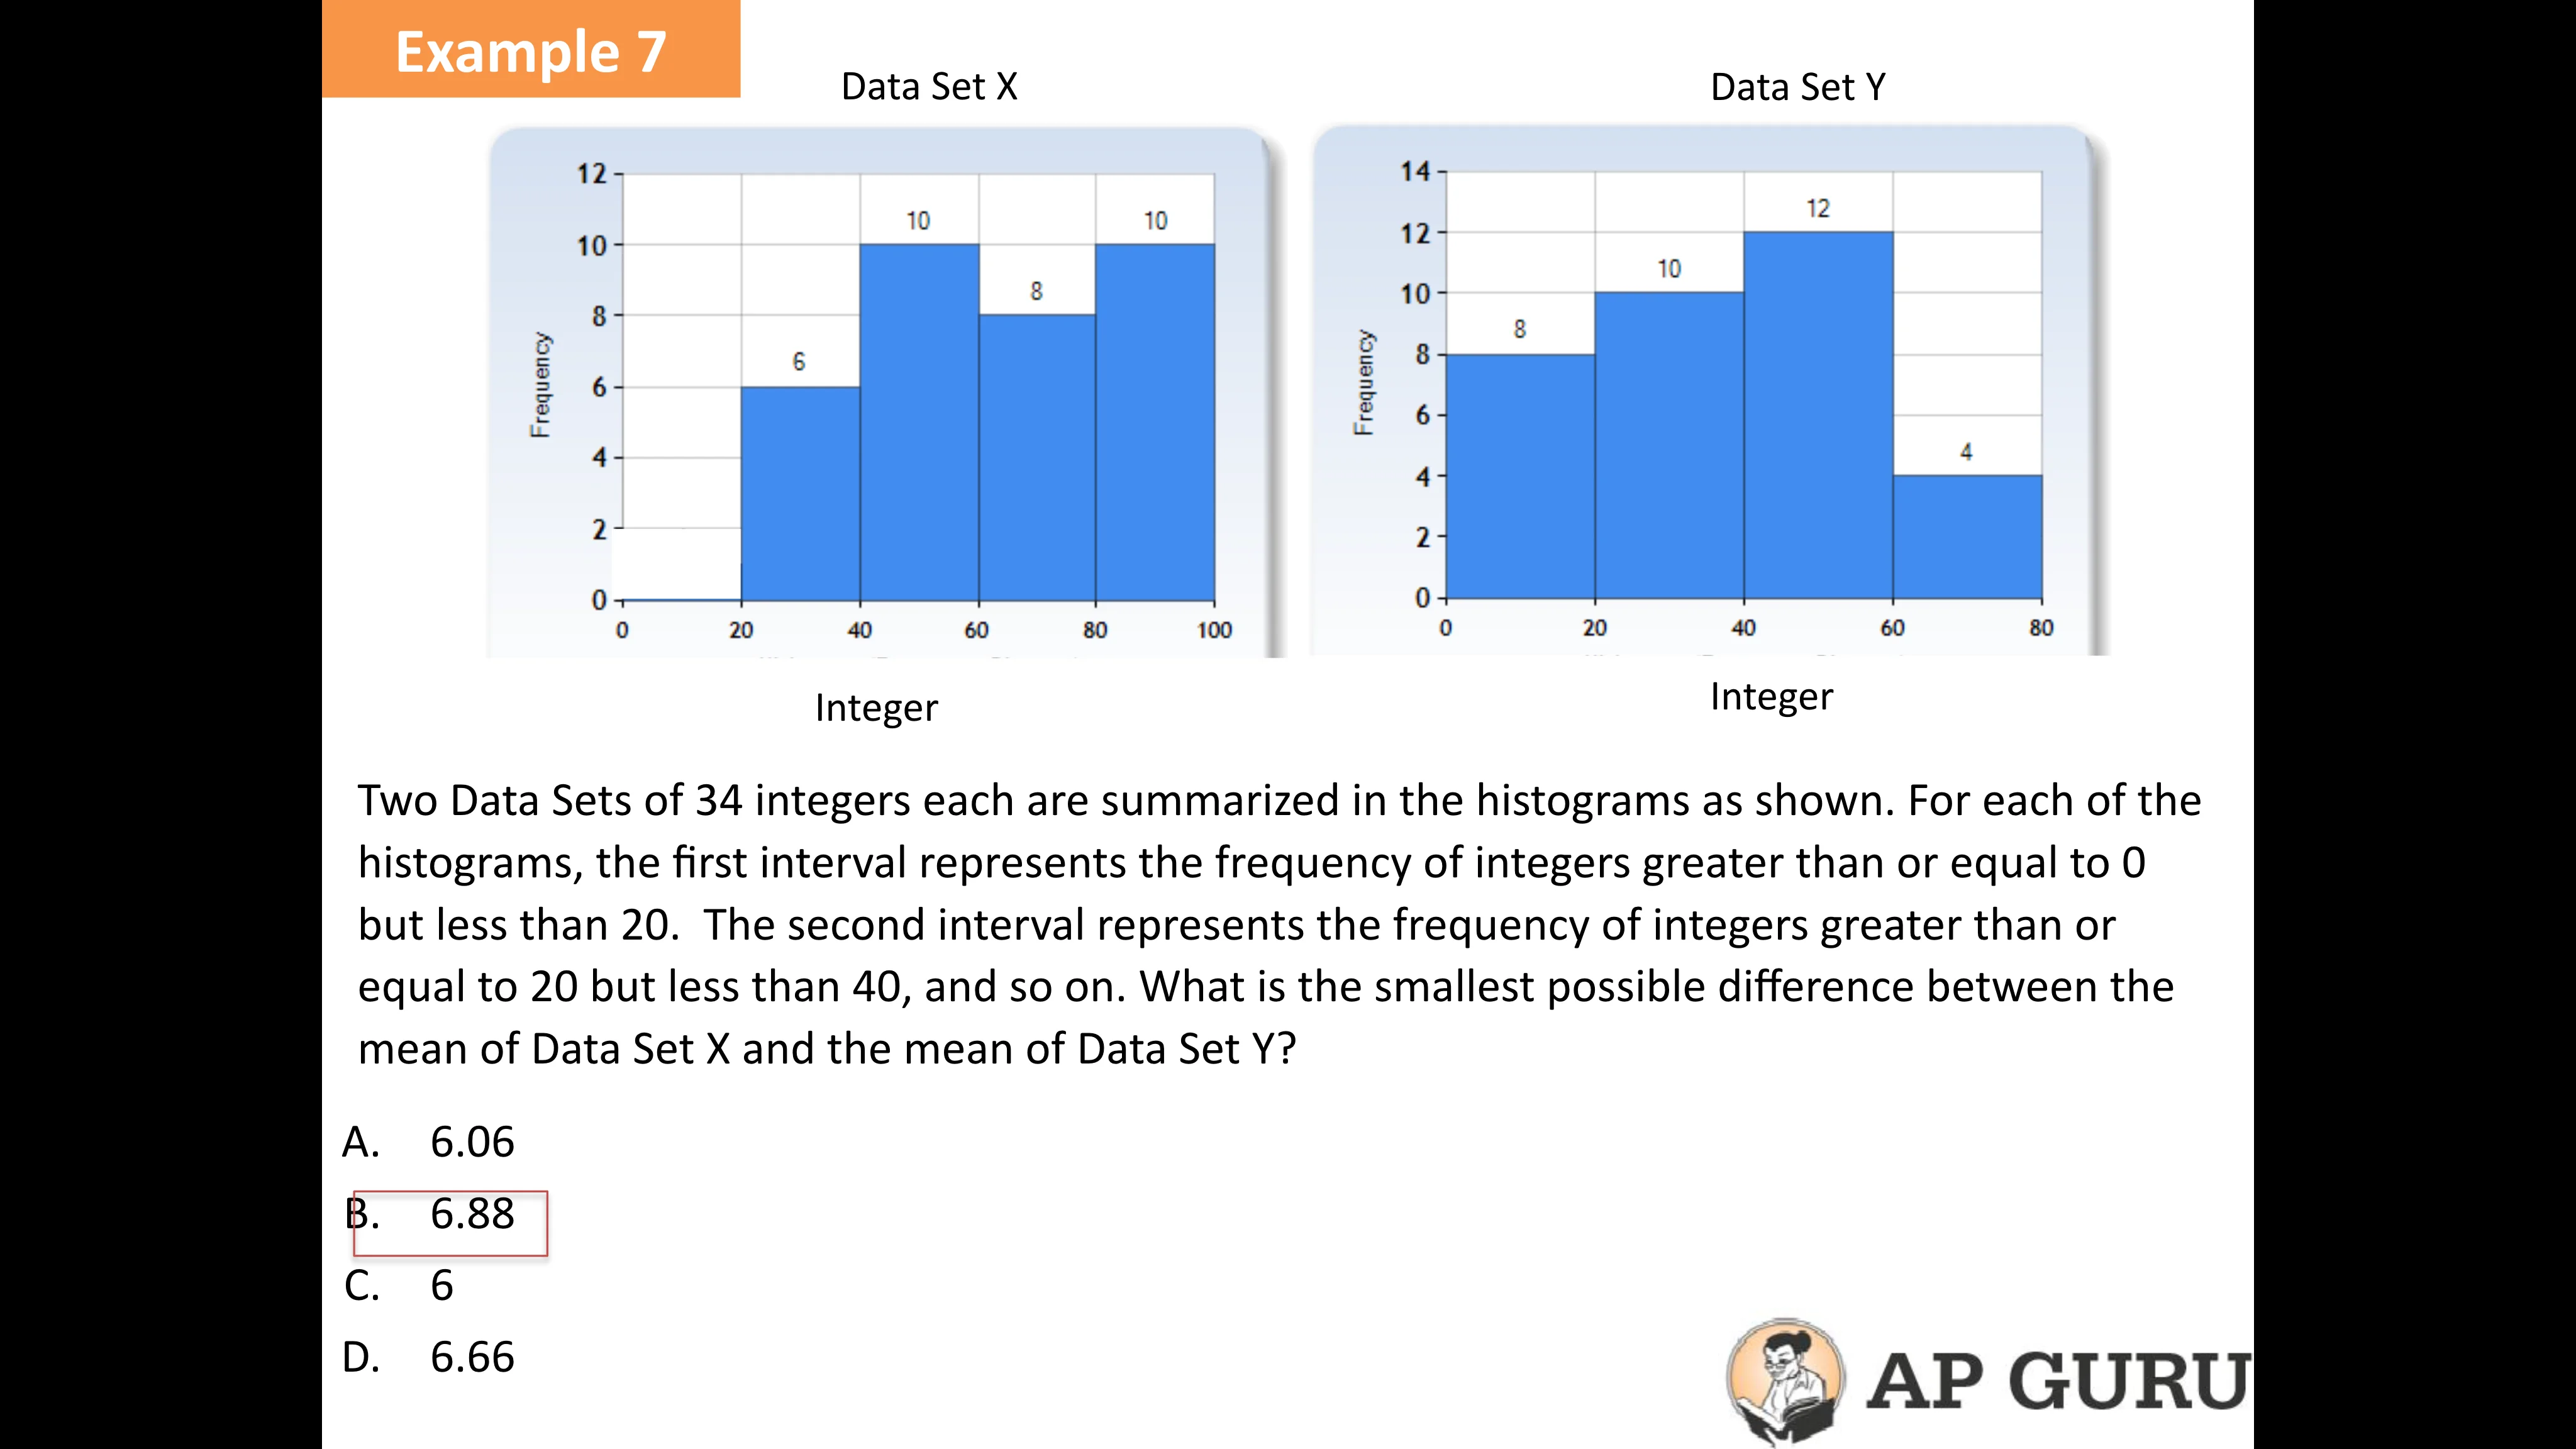 Example 7
Data Set X
Data Set Y
12
10
8
6
4
2
0
Frequency
6
10
8
10
0 20 40 60 80 100
Integer
14
12
10
8
6
4
2
0
Frequency
8
10
12
4
0 20 40 60 80
Integer
Two Data Sets of 34 integers each are summarized in the histograms as shown. For each of the
histograms, the first interval represents the frequency of integers greater than or equal to 0
but less than 20.  The second interval represents the frequency of integers greater than or
equal to 20 but less than 40, and so on. What is the smallest possible difference between the
mean of Data Set X and the mean of Data Set Y?
A. 6.06
B. 6.88
C. 6
D. 6.66
AP GURU